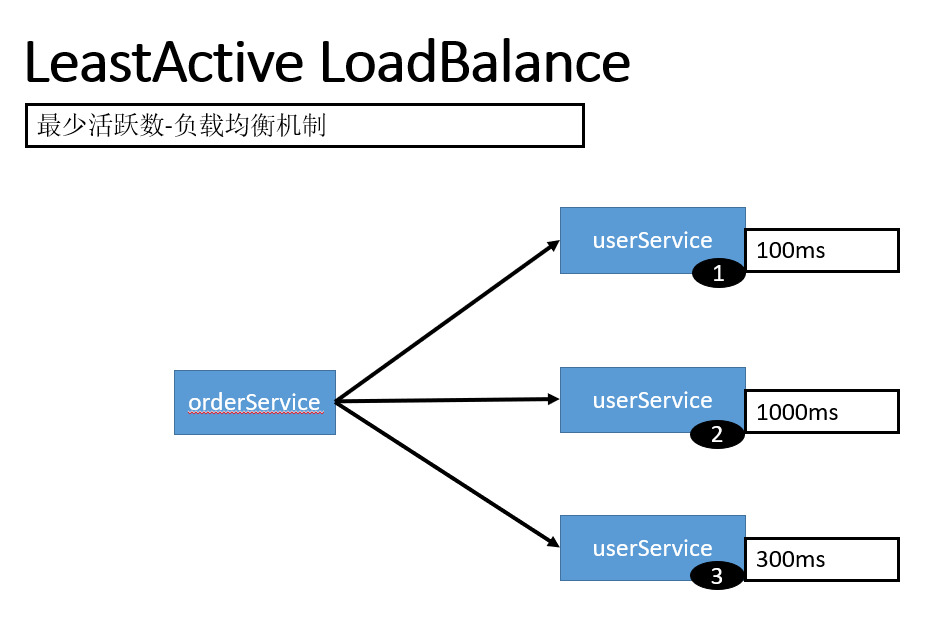 LeastActive LoadBalance
最少活跃数-负载均衡机制
userService
100ms
1
orderService
userService
1000ms
2
userService
300ms
3